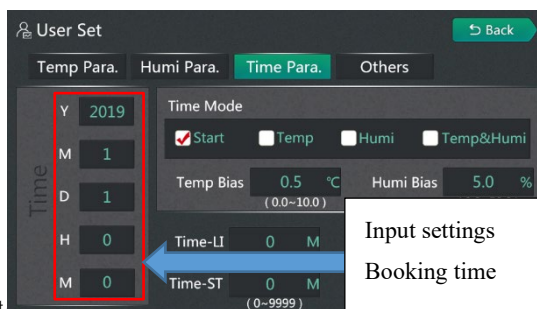 User Set
Back
Temp Para. Humi Para. Time Para. Others
Time
Y 2019
M 1
D 1
H 0
M 0
Time Mode
Start Temp Humi Temp&Humi
Temp Bias 0.5 ℃ Humi Bias 5.0 %
( 0.0~10.0 )
Time-LI 0 M
Time-ST 0 M
( 0~9999 )
Input settings
Booking time